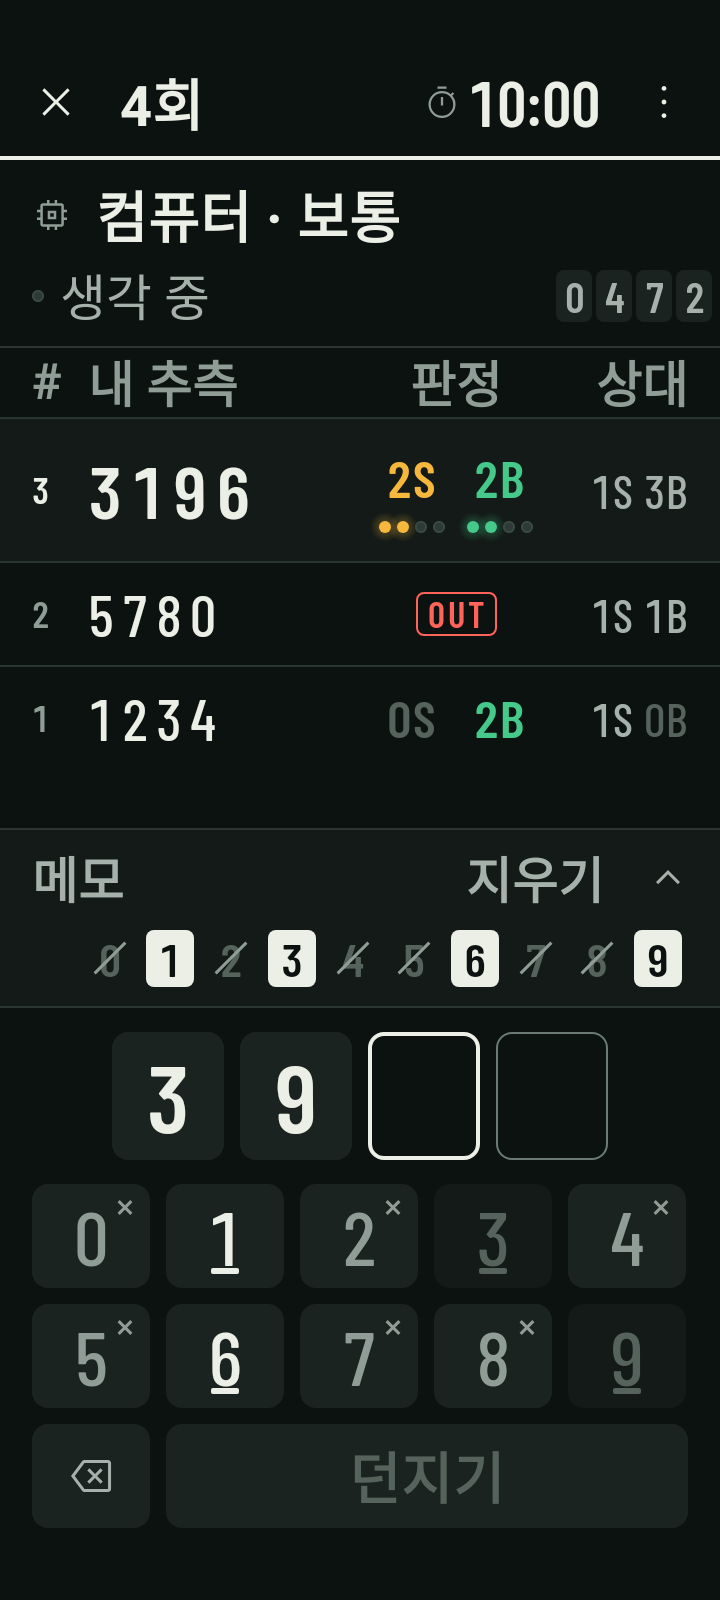 4회 10:00
컴퓨터 · 보통
생각 중 0 4 7 2
# 내 추측 판정 상대
3 3196 2S 2B 1S 3B
2 5780 OUT 1S 1B
1 1234 0S 2B 1S 0B
메모 지우기
0 1 2 3 4 5 6 7 8 9
3 9
0 1 2 3 4
5 6 7 8 9
던지기